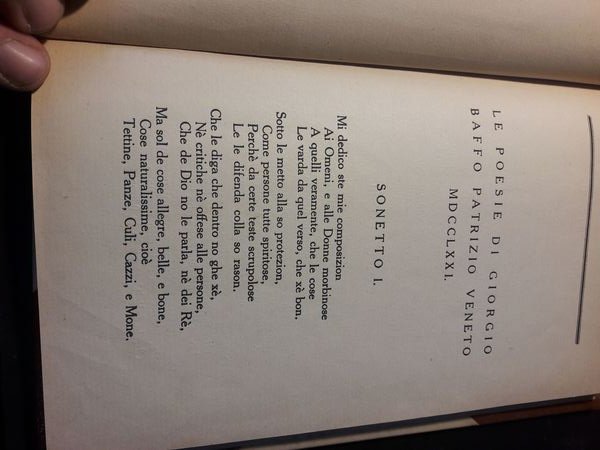 LE POESIE DI GIORGIO
BAFFO PATRIZIO VENETO
MDCCLXXI.
SONETTO I.
Mi dedico ste mie composizion
Ai Omeni, e alle Donne morbinose
A quelli veramente, che le cose
Le varda da quel verso, che xè bon.
Sotto le metto alla so protezion,
Come persone tutte spiritose,
Perchè da certe teste scrupolose
Le le difenda colla so rason.
Che le diga che dentro no ghe xè,
Nè critiche nè offese alle persone,
Che de Dio no le parla, nè dei Rè,
Ma sol de cose allegre, belle, e bone,
Cose naturalissime, cioè
Tettine, Panze, Culi, Cazzi, e Mone.